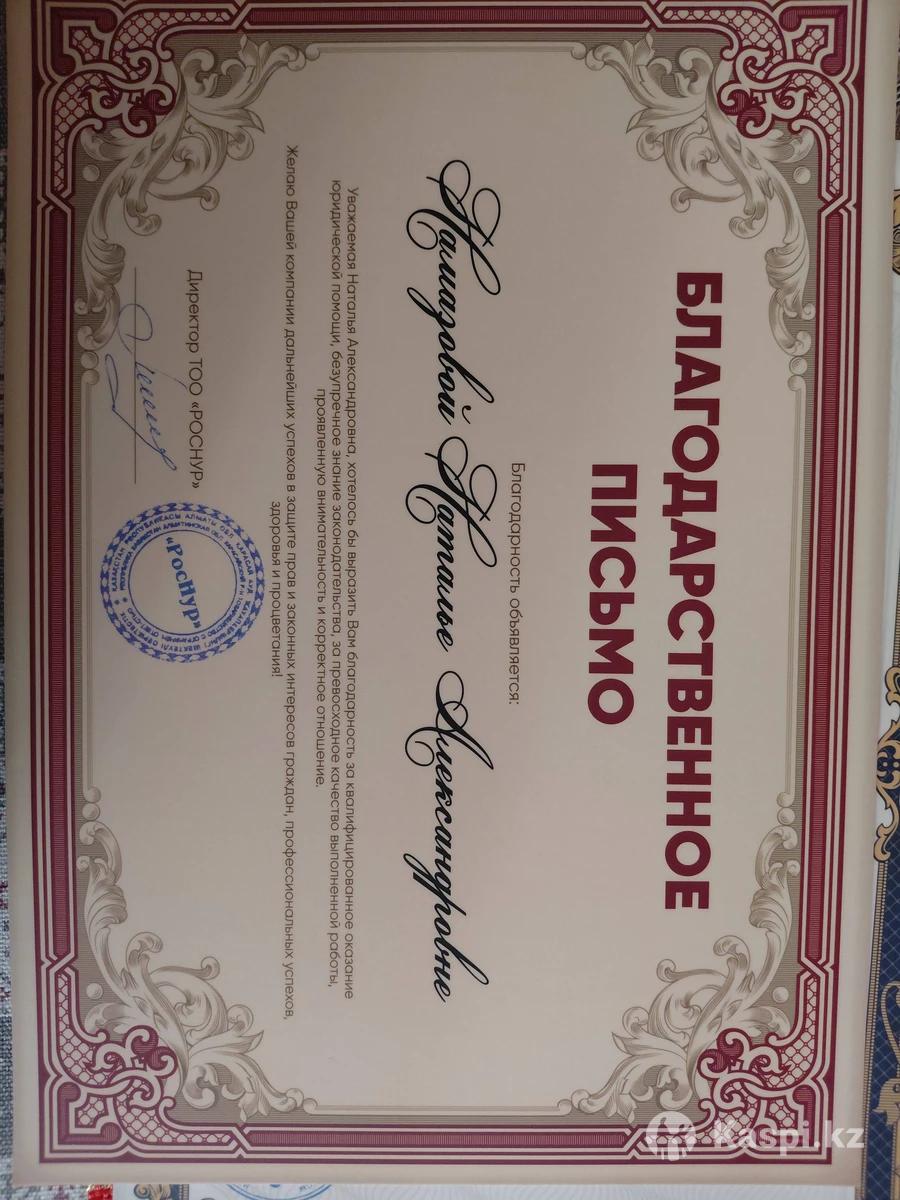 БЛАГОДАРСТВЕННОЕ
ПИСЬМО
Благодарность объявляется:
Намазовой Наталье Александровне
Уважаемая Наталья Александровна, хотелось бы выразить Вам благодарность за квалифицированное оказание
юридической помощи, безупречное знание законодательства, за превосходное качество выполненной работы,
проявленную внимательность и корректное отношение.
Желаю Вашей компании дальнейших успехов в защите прав и законных интересов граждан, профессиональных успехов,
здоровья и процветания!
Директор ТОО «РОСНУР»
«РосНур»
Kaspi.kz